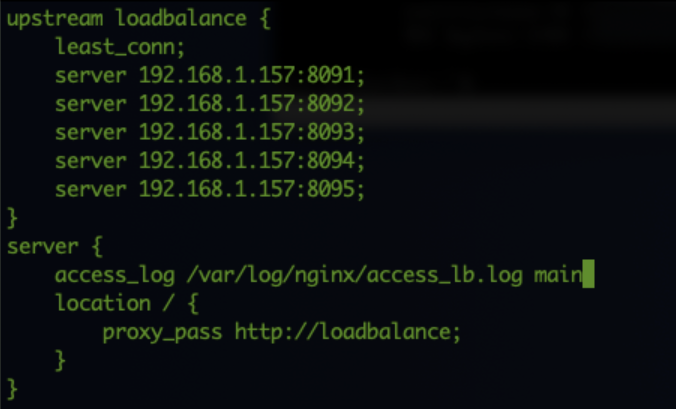 upstream loadbalance {
    least_conn;
    server 192.168.1.157:8091;
    server 192.168.1.157:8092;
    server 192.168.1.157:8093;
    server 192.168.1.157:8094;
    server 192.168.1.157:8095;
}
server {
    access_log /var/log/nginx/access_lb.log main
    location / {
        proxy_pass http://loadbalance;
    }
}